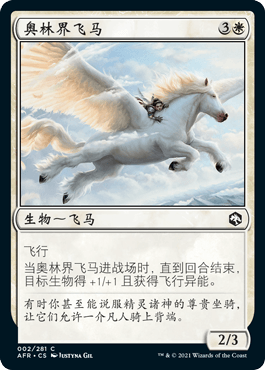 奥林界飞马 3
生物～飞马
飞行
当奥林界飞马进战场时，直到回合结束，
目标生物得 +1/+1 且获得飞行异能。
有时你甚至能说服精灵诸神的尊贵坐骑，
让它们允许一介凡人骑上背端。
2/3
002/281 C
AFR • CS JUSTYNA GIL
™ & © 2021 Wizards of the Coast